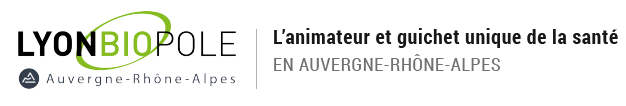 LYONBIOPOLE
Auvergne-Rhône-Alpes
L’animateur et guichet unique de la santé
EN AUVERGNE-RHÔNE-ALPES